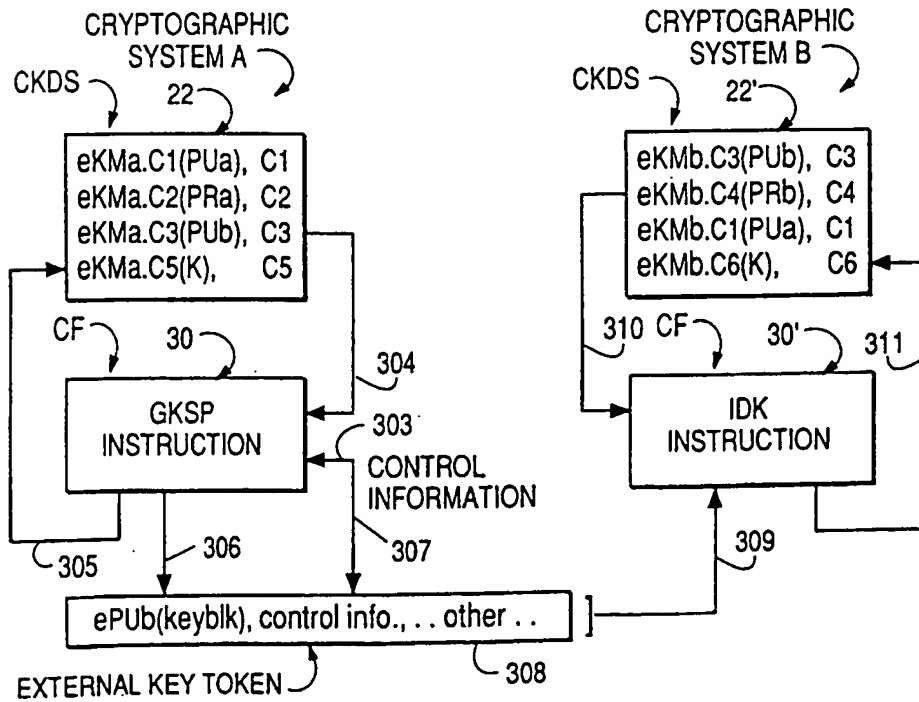 CRYPTOGRAPHIC
SYSTEM A
CKDS
22
eKMa.C1(PUa), C1
eKMa.C2(PRa), C2
eKMa.C3(PUb), C3
eKMa.C5(K), C5
CF
30
304
GKSP
INSTRUCTION
303
CONTROL
INFORMATION
305
306
307
ePUb(keyblk), control info., . . other . .
EXTERNAL KEY TOKEN
308
CRYPTOGRAPHIC
SYSTEM B
CKDS
22'
eKMb.C3(PUb), C3
eKMb.C4(PRb), C4
eKMb.C1(PUa), C1
eKMb.C6(K), C6
310
CF
30'
311
IDK
INSTRUCTION
309